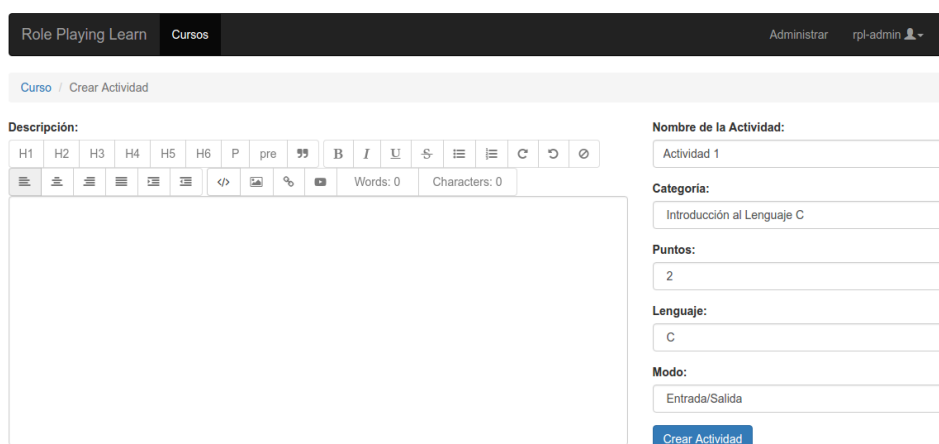 Role Playing Learn Cursos Administrar rpl-admin
Curso / Crear Actividad
Descripción:
H1 H2 H3 H4 H5 H6 P pre B I U S
Words: 0 Characters: 0
Nombre de la Actividad:
Actividad 1
Categoría:
Introducción al Lenguaje C
Puntos:
2
Lenguaje:
C
Modo:
Entrada/Salida
Crear Actividad